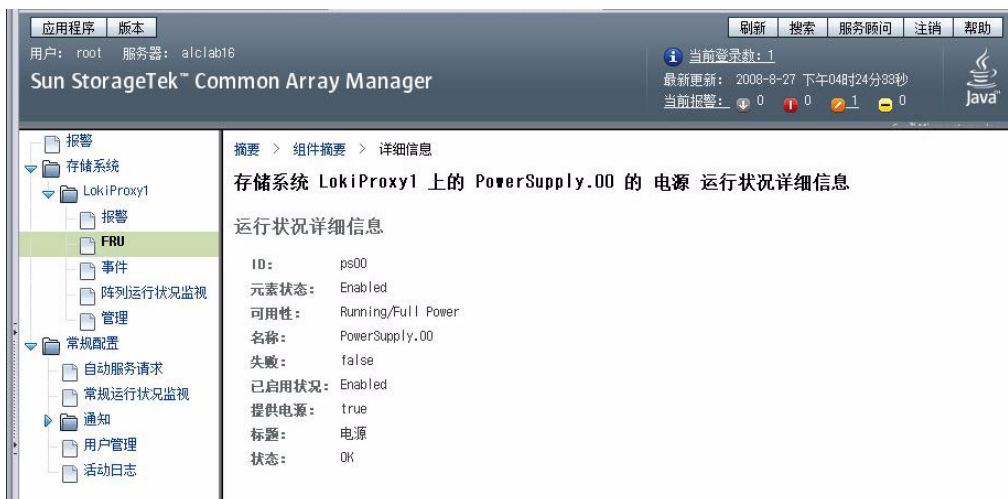 应用程序 版本 刷新 搜索 服务顾问 注销 帮助
用户： root 服务器： alclab16
当前登录数：1
Sun StorageTek™ Common Array Manager
最新更新： 2008-8-27 下午04时24分33秒
当前报警： 0 0 1 0
Java™
报警
存储系统
LokiProxy1
报警
FRU
事件
阵列运行状况监视
管理
常规配置
自动服务请求
常规运行状况监视
通知
用户管理
活动日志
摘要 > 组件摘要 > 详细信息
存储系统 LokiProxy1 上的 PowerSupply.00 的 电源 运行状况详细信息
运行状况详细信息
ID： ps00
元素状态： Enabled
可用性： Running/Full Power
名称： PowerSupply.00
失败： false
已启用状况： Enabled
提供电源： true
标题： 电源
状态： OK